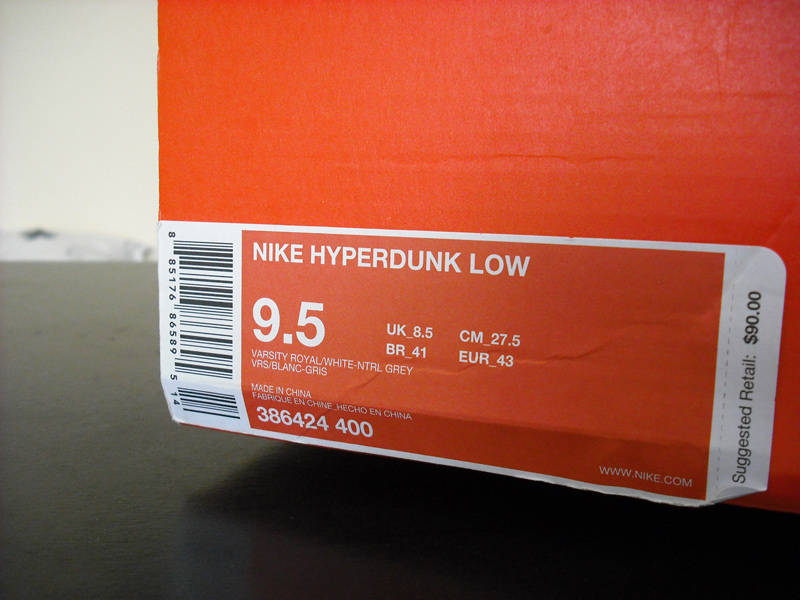 NIKE HYPERDUNK LOW
9.5
UK_8.5 CM_27.5
BR_41 EUR_43
VARSITY ROYAL/WHITE-NTRL GREY
VRS/BLANC-GRIS
MADE IN CHINA
FABRIQUE EN CHINE_HECHO EN CHINA
386424 400
WWW.NIKE.COM
8 85176 86589 5 14
Suggested Retail: $90.00